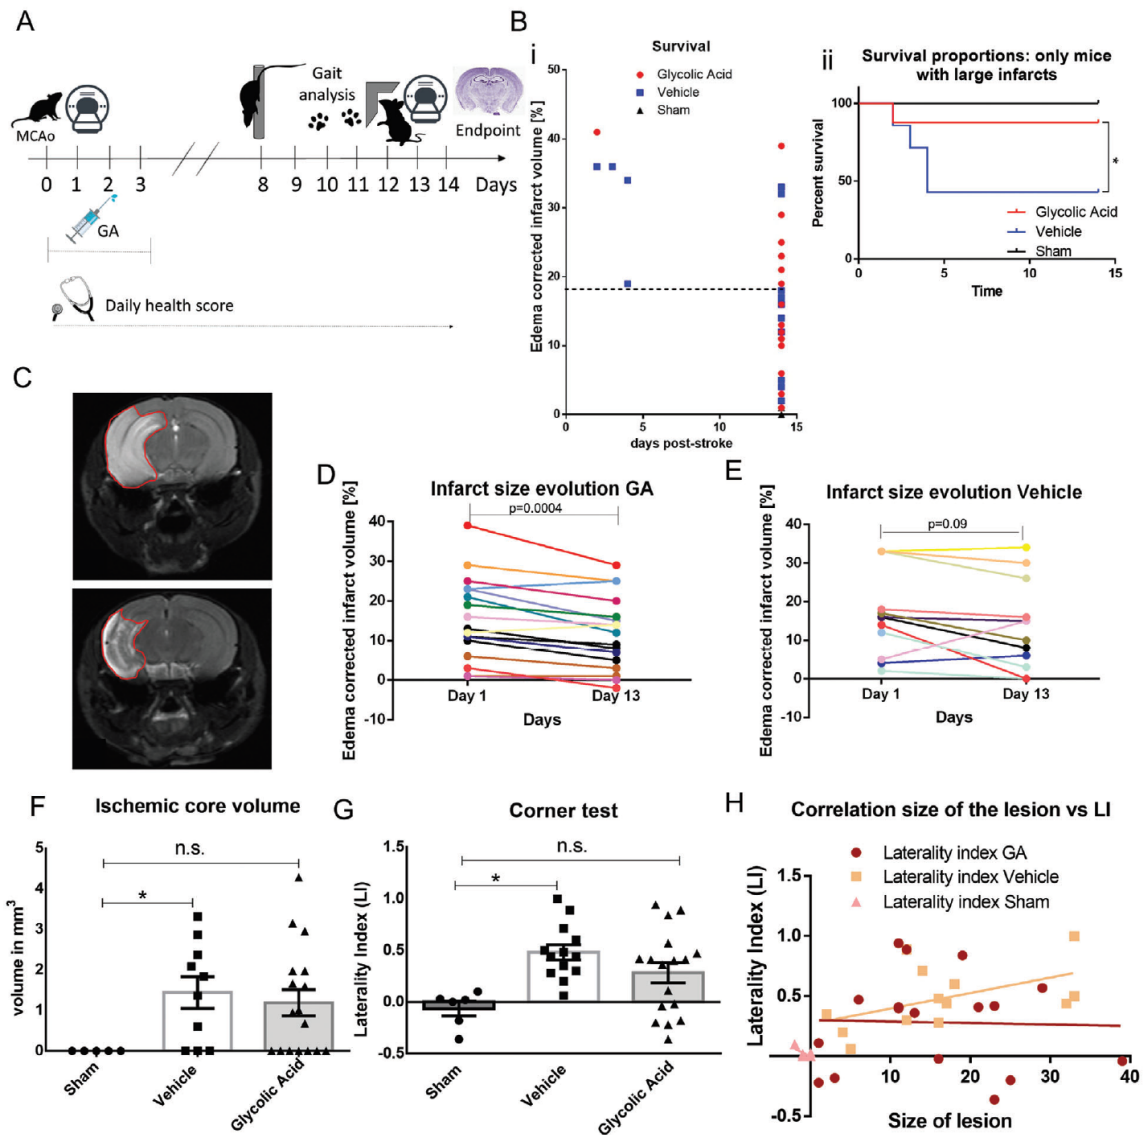 A
MCAo
Gait
analysis
Endpoint
0 1 2 3 8 9 10 11 12 13 14 Days
GA
Daily health score
B
i
Survival
Glycolic Acid
Vehicle
Sham
Edema corrected infarct volume [%]
50
40
30
20
10
0
0 5 10 15
days post-stroke
ii
Survival proportions: only mice
with large infarcts
Percent survival
100
50
0
*
Glycolic Acid
Vehicle
Sham
0 5 10 15
Time
C
D
Infarct size evolution GA
p=0.0004
Edema corrected infarct volume [%]
40
30
20
10
0
-10
Day 1 Day 13
Days
E
Infarct size evolution Vehicle
p=0.09
Edema corrected infarct volume [%]
40
30
20
10
0
-10
Day 1 Day 13
Days
F
Ischemic core volume
n.s.
*
volume in mm3
5
4
3
2
1
0
Sham
Vehicle
Glycolic Acid
G
Corner test
n.s.
*
Laterality Index (LI)
1.5
1.0
0.5
0.0
-0.5
Sham
Vehicle
Glycolic Acid
H
Correlation size of the lesion vs LI
Laterality index GA
Laterality index Vehicle
Laterality index Sham
Laterality Index (LI)
1.5
1.0
0.5
-0.5
10 20 30 40
Size of lesion